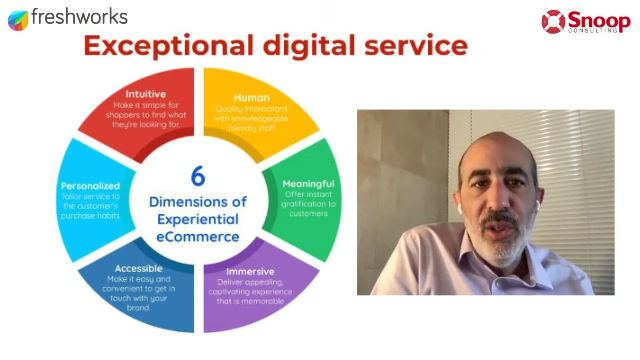 freshworks
Snoop
CONSULTING
Exceptional digital service
Intuitive
Make it simple for
shoppers to find what
they're looking for.
Human
Quality interactions
with knowledgeable
friendly staff
Personalized
Tailor service to
the customer's
purchase habits
6
Dimensions of
Experiential
eCommerce
Meaningful
Offer instant
gratification to
customers
Accessible
Make it easy and
convenient to get in
touch with your
brand.
Immersive
Deliver appealing,
captivating experience
that is memorable